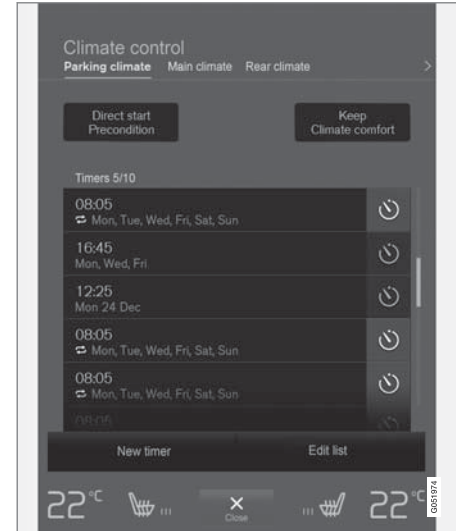 Climate control
Parking climate Main climate Rear climate
Direct start
Precondition
Keep
Climate comfort
Timers 5/10
08:05
Mon, Tue, Wed, Fri, Sat, Sun
16:45
Mon, Wed, Fri
12:25
Mon 24 Dec
08:05
Mon, Tue, Wed, Fri, Sat, Sun
08:05
Mon, Tue, Wed, Fri, Sat, Sun
08:05
New timer Edit list
22°C Close 22°C
G051974